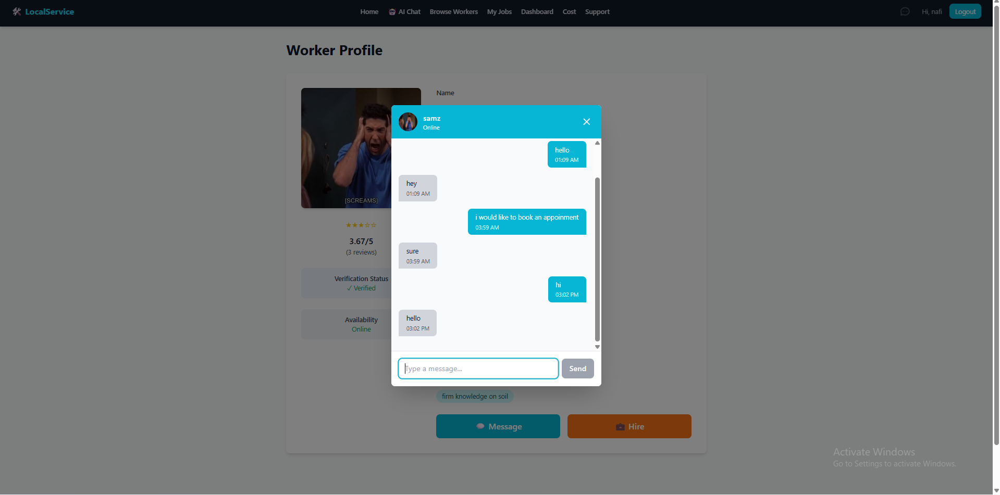 LocalService
Home AI Chat Browse Workers My Jobs Dashboard Cost Support
Hi, nafi Logout
Worker Profile
[SCREAMS]
★★★☆☆
3.67/5
(3 reviews)
Verification Status
✓ Verified
Availability
Online
Name
samz
Online
hello
01:09 AM
hey
01:09 AM
i would like to book an appoinment
03:59 AM
sure
03:59 AM
hi
03:02 PM
hello
03:02 PM
Type a message...
Send
firm knowledge on soil
Message
Hire
Activate Windows
Go to Settings to activate Windows.